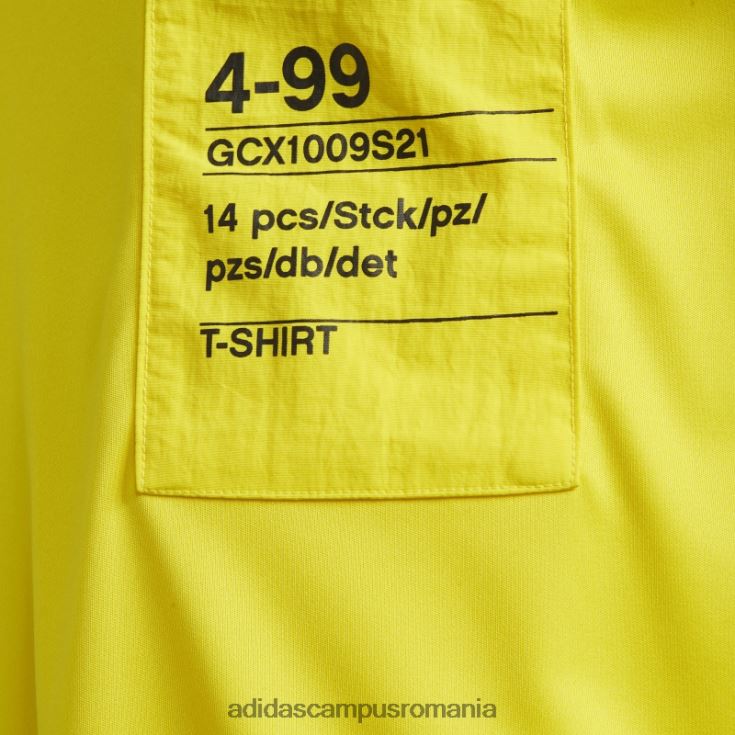 4-99
GCX1009S21
14 pcs/Stck/pz/
pzs/db/det
T-SHIRT
adidascampusromania